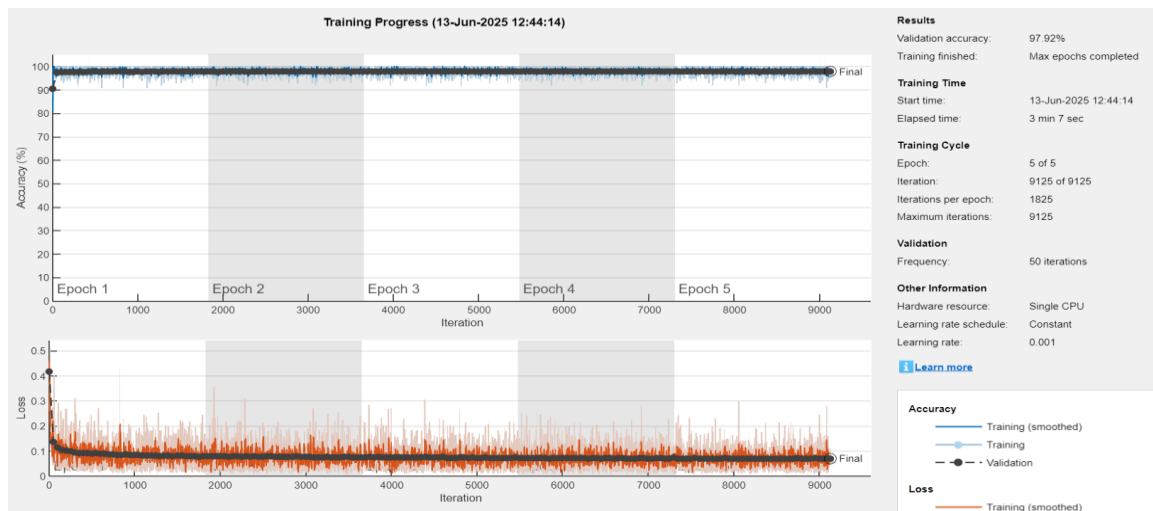 Training Progress (13-Jun-2025 12:44:14)
100
90
80
70
60
50
40
30
20
10
0
Accuracy (%)
Epoch 1
Epoch 2
Epoch 3
Epoch 4
Epoch 5
Final
0
1000
2000
3000
4000
5000
6000
7000
8000
9000
Iteration
0.5
0.4
0.3
0.2
0.1
0
Loss
Final
0
1000
2000
3000
4000
5000
6000
7000
8000
9000
Iteration
Results
Validation accuracy: 97.92%
Training finished: Max epochs completed
Training Time
Start time: 13-Jun-2025 12:44:14
Elapsed time: 3 min 7 sec
Training Cycle
Epoch: 5 of 5
Iteration: 9125 of 9125
Iterations per epoch: 1825
Maximum iterations: 9125
Validation
Frequency: 50 iterations
Other Information
Hardware resource: Single CPU
Learning rate schedule: Constant
Learning rate: 0.001
i Learn more
Accuracy
Training (smoothed)
Training
Validation
Loss
Training (smoothed)